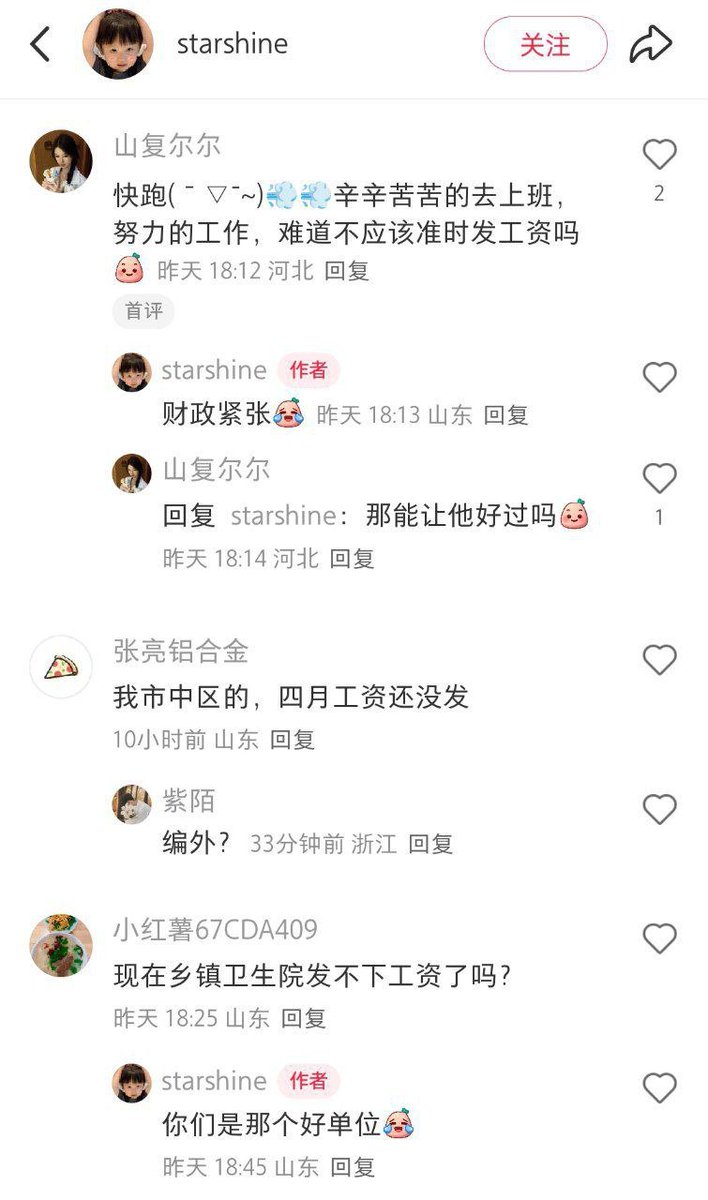 starshine
关注
山复尔尔
快跑(ˉ▽ˉ~)💨💨辛辛苦苦的去上班，
努力的工作，难道不应该准时发工资吗
昨天 18:12 河北 回复
2
首评
starshine 作者
财政紧张 昨天 18:13 山东 回复
山复尔尔
回复 starshine：那能让他好过吗
1
昨天 18:14 河北 回复
张亮铝合金
我市中区的，四月工资还没发
10小时前 山东 回复
紫陌
编外？ 33分钟前 浙江 回复
小红薯67CDA409
现在乡镇卫生院发不下工资了吗？
昨天 18:25 山东 回复
starshine 作者
你们是那个好单位
昨天 18:45 山东 回复